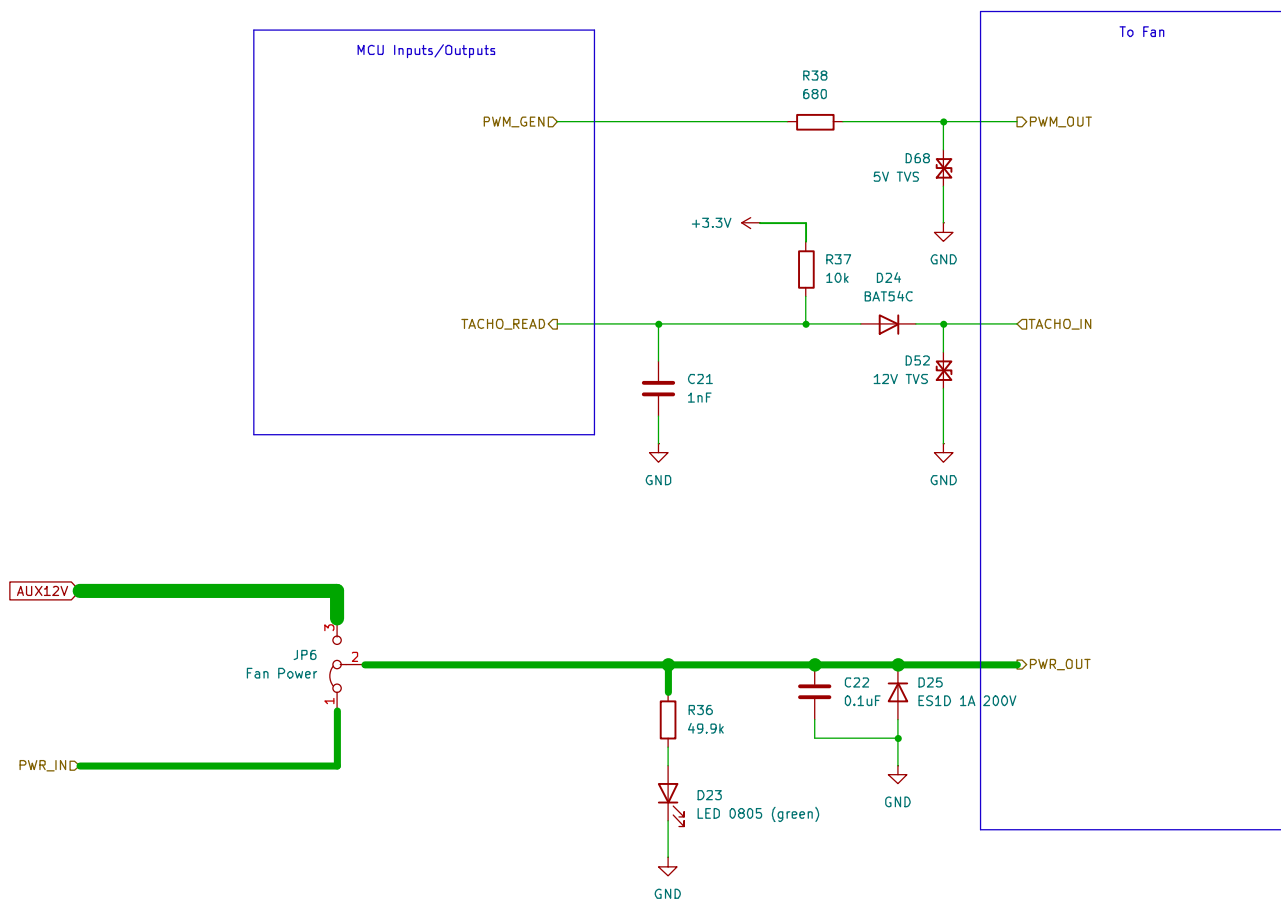 MCU Inputs/Outputs
To Fan
R38
680
PWM_GEN
PWM_OUT
D68
5V TVS
+3.3V
GND
R37
10k
D24
BAT54C
TACHO_READ
TACHO_IN
D52
12V TVS
C21
1nF
GND
GND
AUX12V
3
JP6
Fan Power
2
1
PWR_OUT
C22
0.1uF
D25
ES1D 1A 200V
R36
49.9k
PWR_IN
D23
LED 0805 (green)
GND
GND